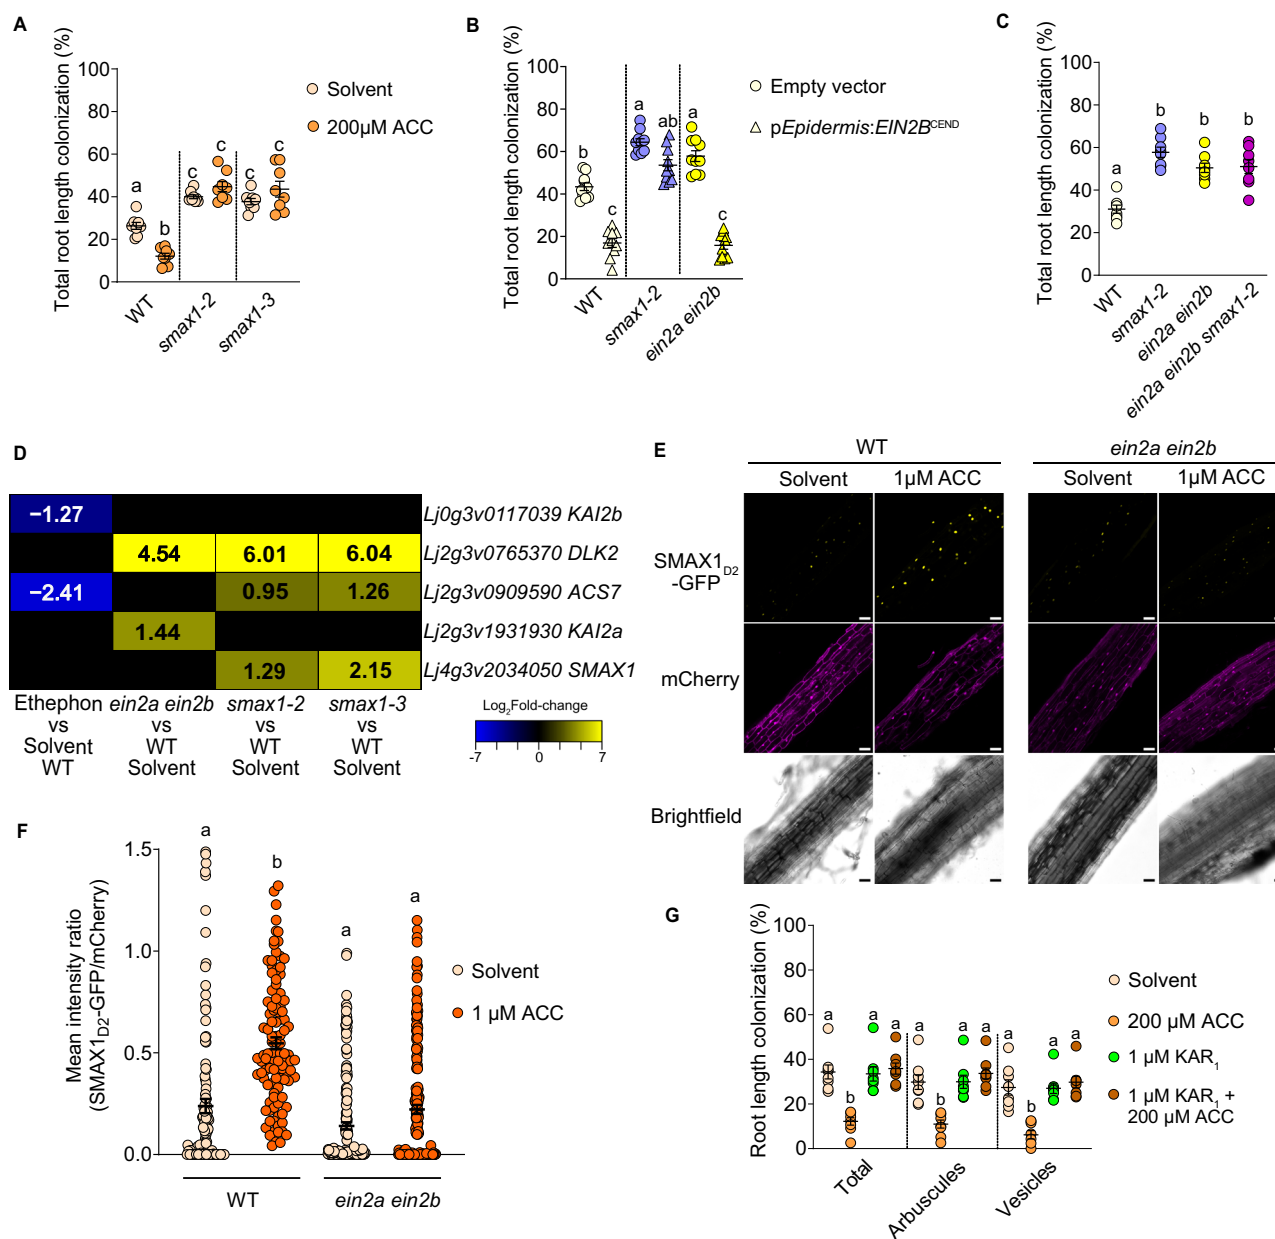 A
Total root length colonization (%)
100
80
60
40
20
0
a
b
c
c
c
c
WT
smax1-2
smax1-3
Solvent
200µM ACC
B
Total root length colonization (%)
100
80
60
40
20
0
b
c
a
ab
a
c
WT
smax1-2
ein2a ein2b
Empty vector
pEpidermis:EIN2B^CEND
C
Total root length colonization (%)
100
80
60
40
20
0
a
b
b
b
WT
smax1-2
ein2a ein2b
ein2a ein2b smax1-2
D
−1.27
Lj0g3v0117039 KAI2b
4.54 6.01 6.04
Lj2g3v0765370 DLK2
−2.41 0.95 1.26
Lj2g3v0909590 ACS7
1.44
Lj2g3v1931930 KAI2a
1.29 2.15
Lj4g3v2034050 SMAX1
Ethephon
vs
Solvent
WT
ein2a ein2b
vs
WT
Solvent
smax1-2
vs
WT
Solvent
smax1-3
vs
WT
Solvent
Log2Fold-change
-7 0 7
E
WT
ein2a ein2b
Solvent
1µM ACC
Solvent
1µM ACC
SMAX1D2
-GFP
mCherry
Brightfield
F
Mean intensity ratio
(SMAX1D2-GFP/mCherry)
1.5
1.0
0.5
0.0
a
b
a
a
WT
ein2a ein2b
Solvent
1 µM ACC
G
Root length colonization (%)
100
80
60
40
20
0
a
b
a
a
a
b
a
a
a
b
a
a
Total
Arbuscules
Vesicles
Solvent
200 µM ACC
1 µM KAR1
1 µM KAR1 +
200 µM ACC